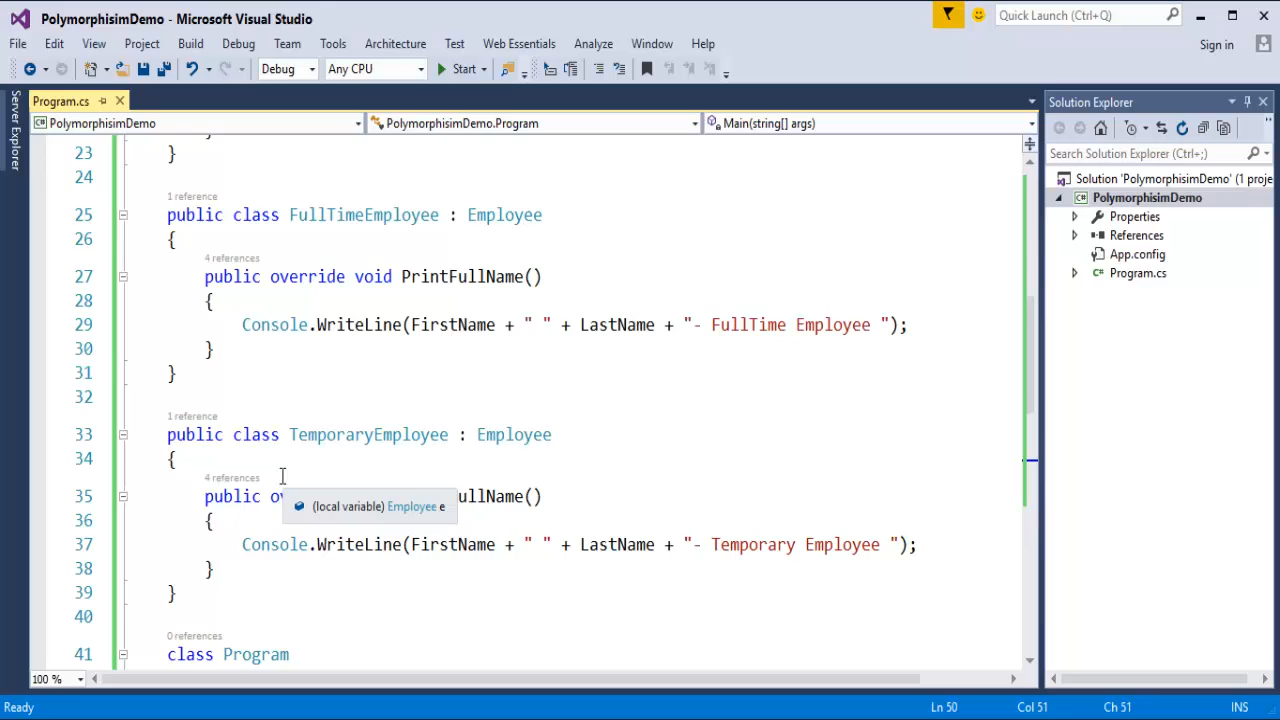 PolymorphisimDemo - Microsoft Visual Studio
Quick Launch (Ctrl+Q)
File Edit View Project Build Debug Team Tools Architecture Test Web Essentials Analyze Window Help
Sign in
Debug Any CPU Start
Server Explorer
Program.cs
PolymorphisimDemo PolymorphisimDemo.Program Main(string[] args)
23 }
24
1 reference
25 public class FullTimeEmployee : Employee
26 {
4 references
27 public override void PrintFullName()
28 {
29 Console.WriteLine(FirstName + " " + LastName + "- FullTime Employee ");
30 }
31 }
32
1 reference
33 public class TemporaryEmployee : Employee
34 {
4 references
35 public ullName()
(local variable) Employee e
36 {
37 Console.WriteLine(FirstName + " " + LastName + "- Temporary Employee ");
38 }
39 }
40
0 references
41 class Program
100 %
Solution Explorer
Search Solution Explorer (Ctrl+;)
Solution 'PolymorphisimDemo' (1 proje
PolymorphisimDemo
Properties
References
App.config
Program.cs
Ready Ln 50 Col 51 Ch 51 INS